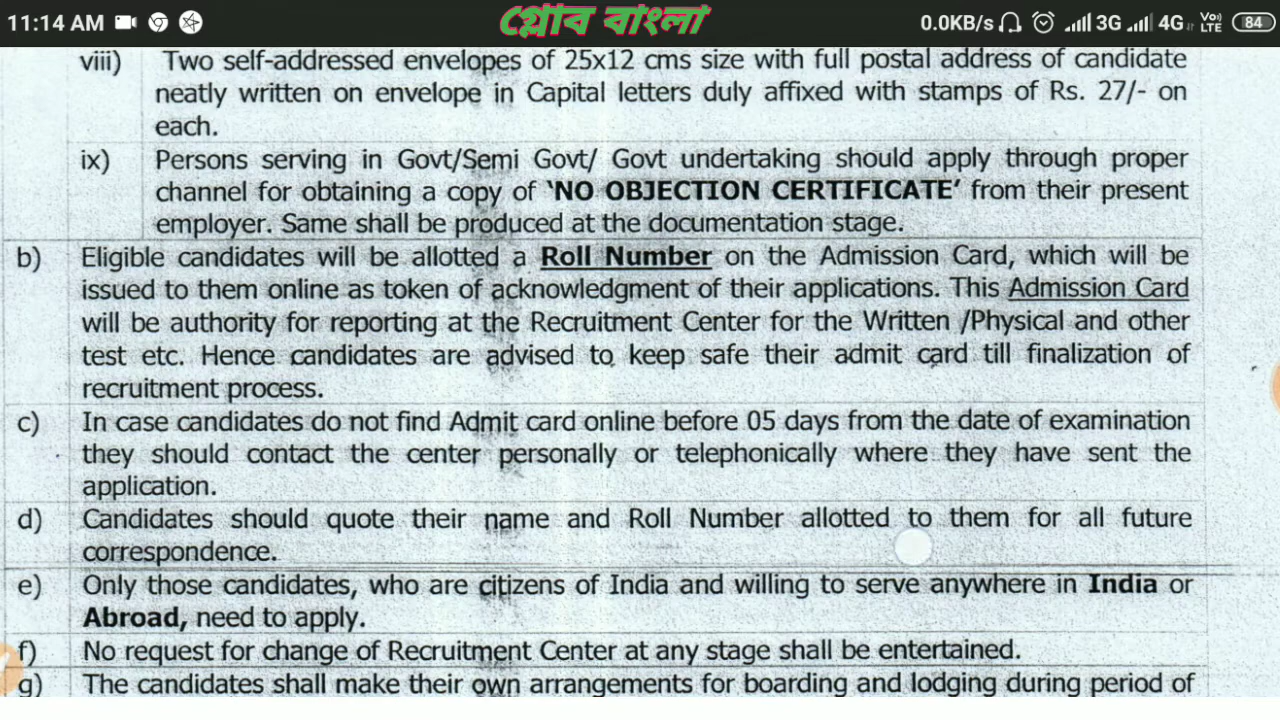 11:14 AM
গ্লোব বাংলা
0.0KB/s 3G 4G VoLTE 84
viii) Two self-addressed envelopes of 25x12 cms size with full postal address of candidate
neatly written on envelope in Capital letters duly affixed with stamps of Rs. 27/- on
each.
ix) Persons serving in Govt/Semi Govt/ Govt undertaking should apply through proper
channel for obtaining a copy of 'NO OBJECTION CERTIFICATE' from their present
employer. Same shall be produced at the documentation stage.
b) Eligible candidates will be allotted a Roll Number on the Admission Card, which will be
issued to them online as token of acknowledgment of their applications. This Admission Card
will be authority for reporting at the Recruitment Center for the Written /Physical and other
test etc. Hence candidates are advised to keep safe their admit card till finalization of
recruitment process.
c) In case candidates do not find Admit card online before 05 days from the date of examination
they should contact the center personally or telephonically where they have sent the
application.
d) Candidates should quote their name and Roll Number allotted to them for all future
correspondence.
e) Only those candidates, who are citizens of India and willing to serve anywhere in India or
Abroad, need to apply.
f) No request for change of Recruitment Center at any stage shall be entertained.
g) The candidates shall make their own arrangements for boarding and lodging during period of